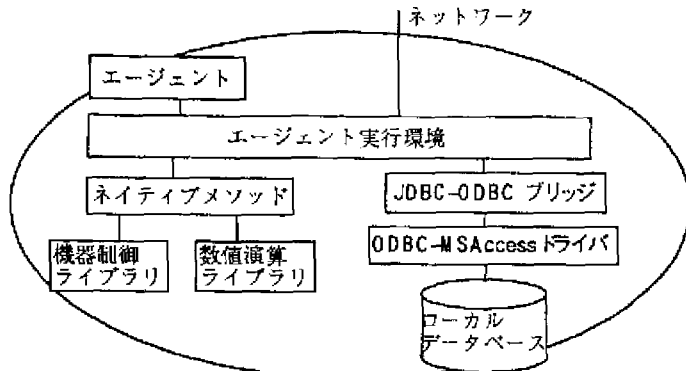 ネットワーク
エージェント
エージェント実行環境
ネイティブメソッド
JDBC-ODBC ブリッジ
機器制御
ライブラリ
数値演算
ライブラリ
ODBC-MSAccessドライバ
ローカル
データベース